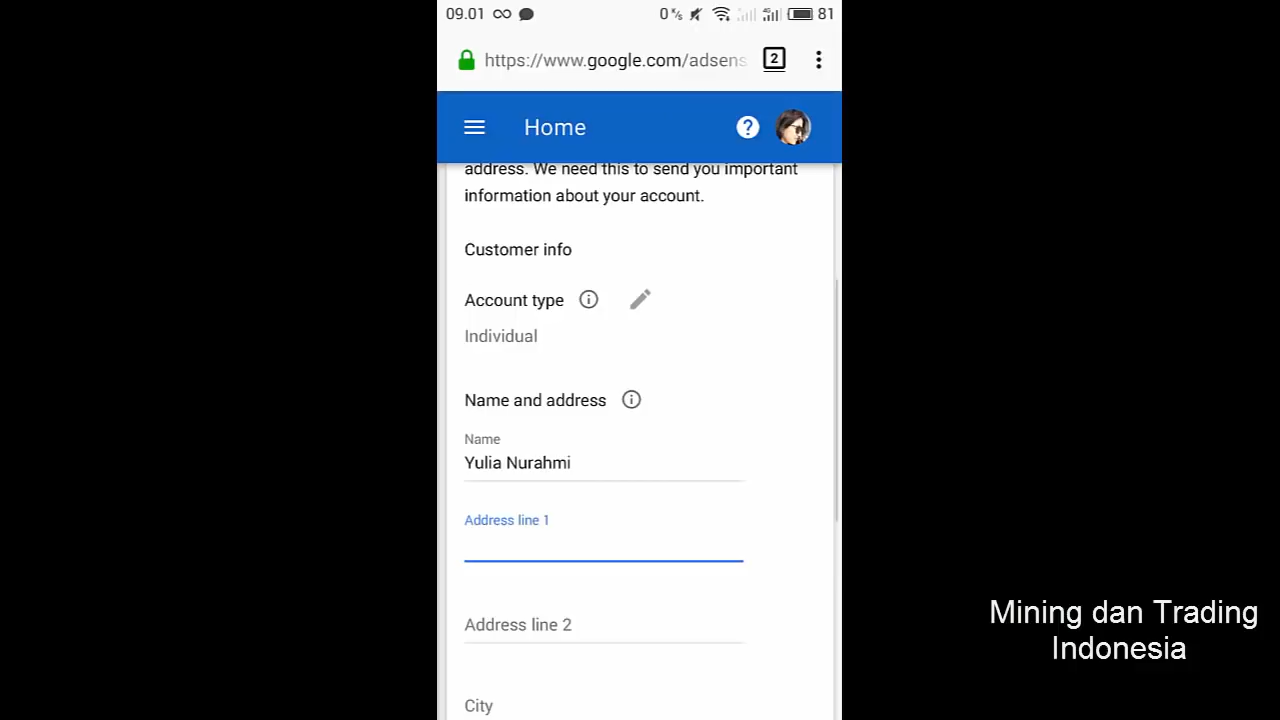 09.01 0 K/s 4G 81
https://www.google.com/adsens
2
Home
?
address. We need this to send you important
information about your account.
Customer info
Account type
Individual
Name and address
Name
Yulia Nurahmi
Address line 1
Address line 2
City
Mining dan Trading
Indonesia